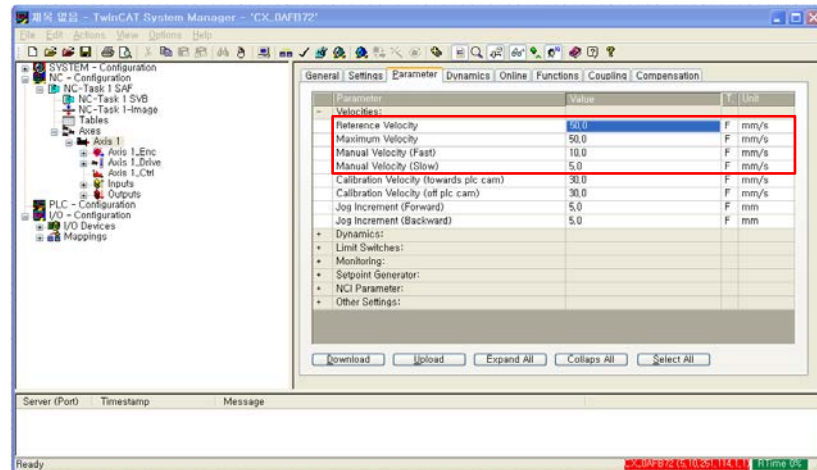 제목 없음 - TwinCAT System Manager - 'CX_0AFB72'
File Edit Actions View Options Help
SYSTEM - Configuration
NC - Configuration
NC-Task 1 SAF
NC-Task 1 SVB
NC-Task 1-Image
Tables
Axes
Axis 1
Axis 1_Enc
Axis 1_Drive
Axis 1_Ctrl
Inputs
Outputs
PLC - Configuration
I/O - Configuration
I/O Devices
Mappings
General Settings Parameter Dynamics Online Functions Coupling Compensation
Parameter Value T. Unit
- Velocities:
Reference Velocity 50,0 F mm/s
Maximum Velocity 50,0 F mm/s
Manual Velocity (Fast) 10,0 F mm/s
Manual Velocity (Slow) 5,0 F mm/s
Calibration Velocity (towards plc cam) 30,0 F mm/s
Calibration Velocity (off plc cam) 30,0 F mm/s
Jog Increment (Forward) 5,0 F mm
Jog Increment (Backward) 5,0 F mm
+ Dynamics:
+ Limit Switches:
+ Monitoring:
+ Setpoint Generator:
+ NCI Parameter:
+ Other Settings:
Download Upload Expand All Collaps All Select All
Server (Port) Timestamp Message
Ready CX_0AFB72 (5.10.251.114.1.1) RTime 0%